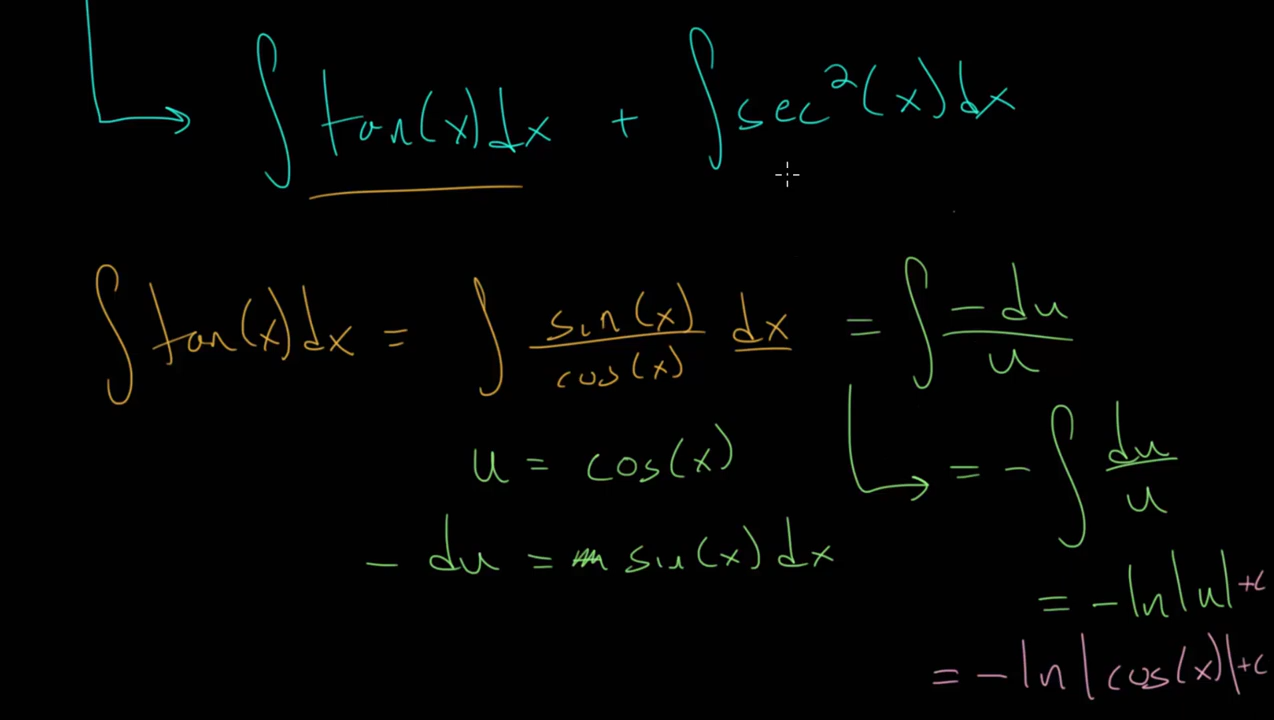 ∫ tan(x)dx + ∫ sec²(x)dx
∫ tan(x)dx = ∫ sin(x)/cos(x) dx = ∫ -du/u
u = cos(x)
= - ∫ du/u
- du = sin(x)dx
= -ln|u| +C
= -ln|cos(x)| +C